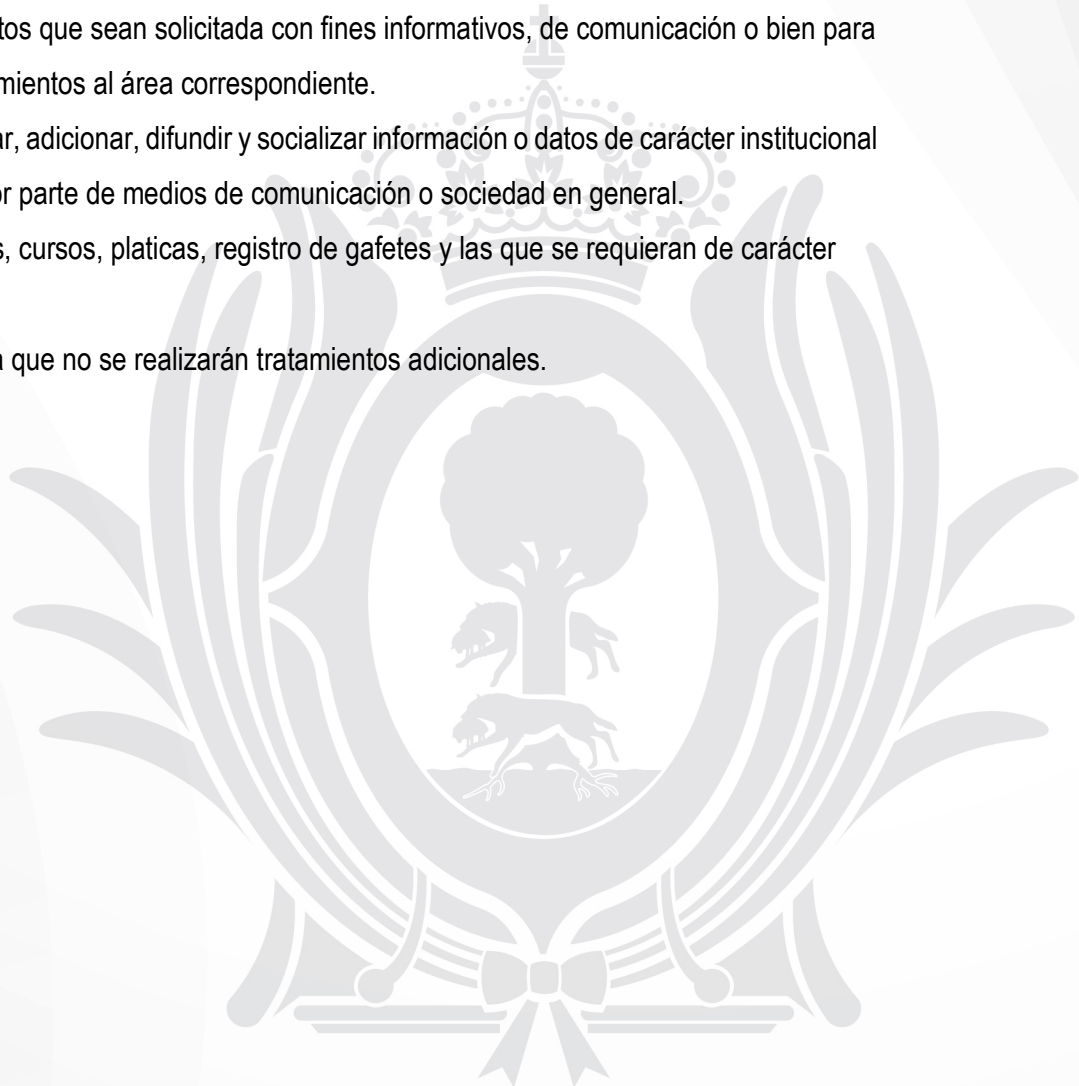 tos que sean solicitada con fines informativos, de comunicación o bien para
mientos al área correspondiente.
ar, adicionar, difundir y socializar información o datos de carácter institucional
or parte de medios de comunicación o sociedad en general.
s, cursos, platicas, registro de gafetes y las que se requieran de carácter
a que no se realizarán tratamientos adicionales.